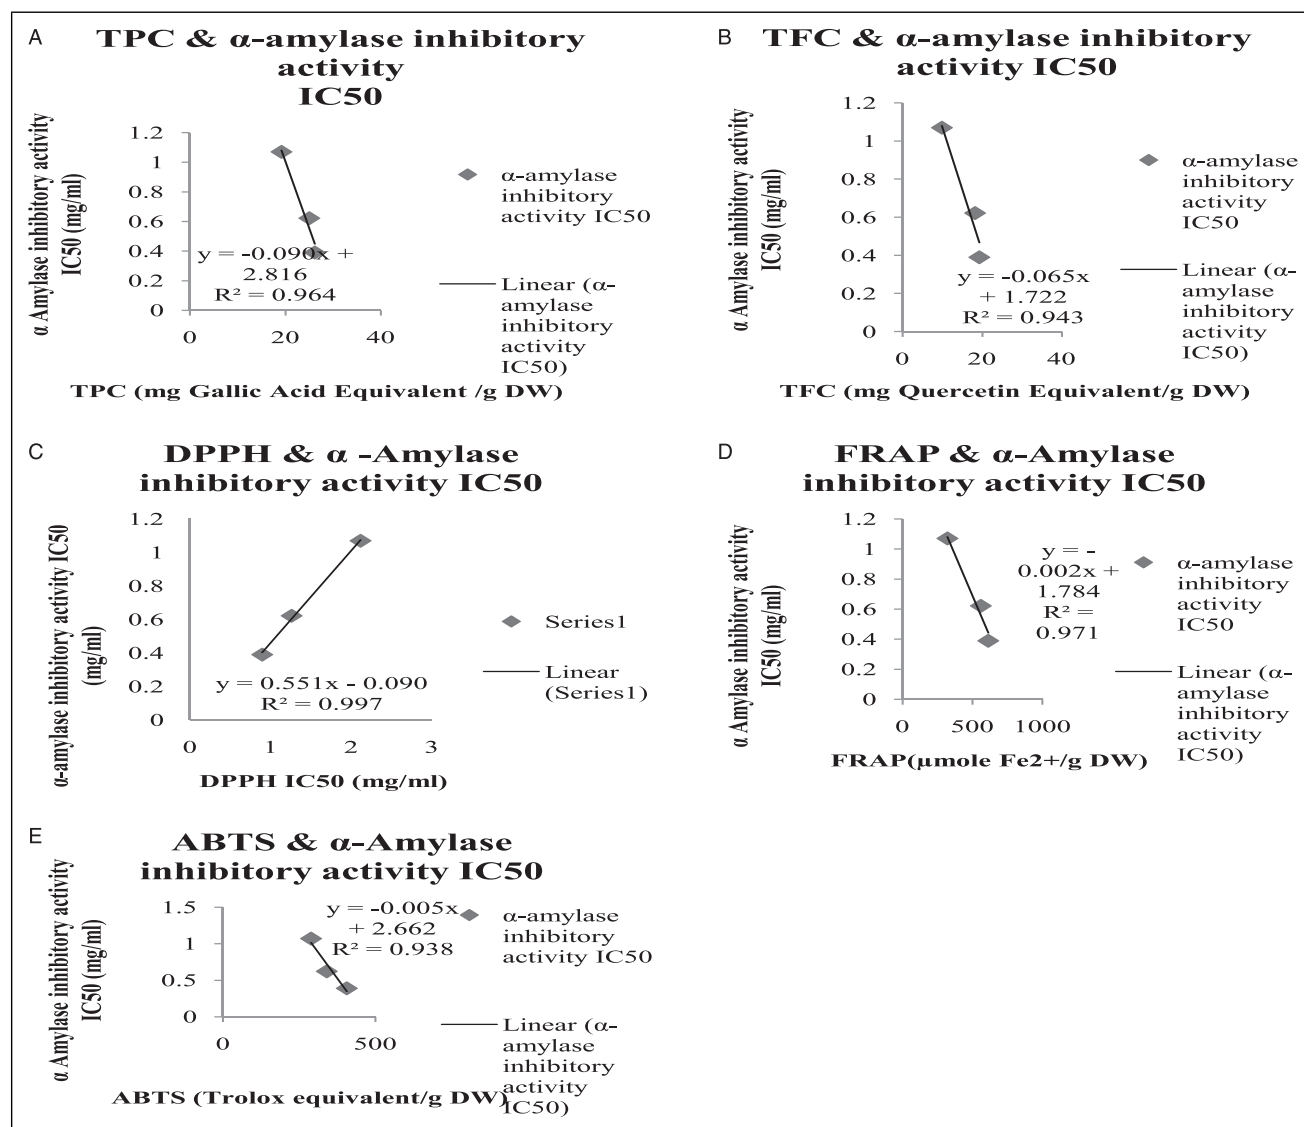 A
TPC & α-amylase inhibitory
activity
IC50
α Amylase inhibitory activity
IC50 (mg/ml)
1.2
1
0.8
0.6
0.4
0.2
0
y = -0.090x +
2.816
R² = 0.964
0
20
40
TPC (mg Gallic Acid Equivalent /g DW)
α-amylase
inhibitory
activity IC50
Linear (α-
amylase
inhibitory
activity
IC50)
B
TFC & α-amylase inhibitory
activity IC50
α Amylase inhibitory activity
IC50 (mg/ml)
1.2
1
0.8
0.6
0.4
0.2
0
y = -0.065x
+ 1.722
R² = 0.943
0
20
40
TFC (mg Quercetin Equivalent/g DW)
α-amylase
inhibitory
activity
IC50
Linear (α-
amylase
inhibitory
activity
IC50)
C
DPPH & α -Amylase
inhibitory activity IC50
α-amylase inhibitory activity IC50
(mg/ml)
1.2
1
0.8
0.6
0.4
0.2
0
y = 0.551x - 0.090
R² = 0.997
0
1
2
3
DPPH IC50 (mg/ml)
Series1
Linear
(Series1)
D
FRAP & α-Amylase
inhibitory activity IC50
α Amylase inhibitory activity
IC50 (mg/ml)
1.2
1
0.8
0.6
0.4
0.2
0
y = -
0.002x +
1.784
R² =
0.971
0
500
1000
FRAP(µmole Fe2+/g DW)
α-amylase
inhibitory
activity
IC50
Linear (α-
amylase
inhibitory
activity
IC50)
E
ABTS & α-Amylase
inhibitory activity IC50
α Amylase inhibitory activity
IC50 (mg/ml)
1.5
1
0.5
0
y = -0.005x
+ 2.662
R² = 0.938
0
500
ABTS (Trolox equivalent/g DW)
α-amylase
inhibitory
activity IC50
Linear (α-
amylase
inhibitory
activity
IC50)